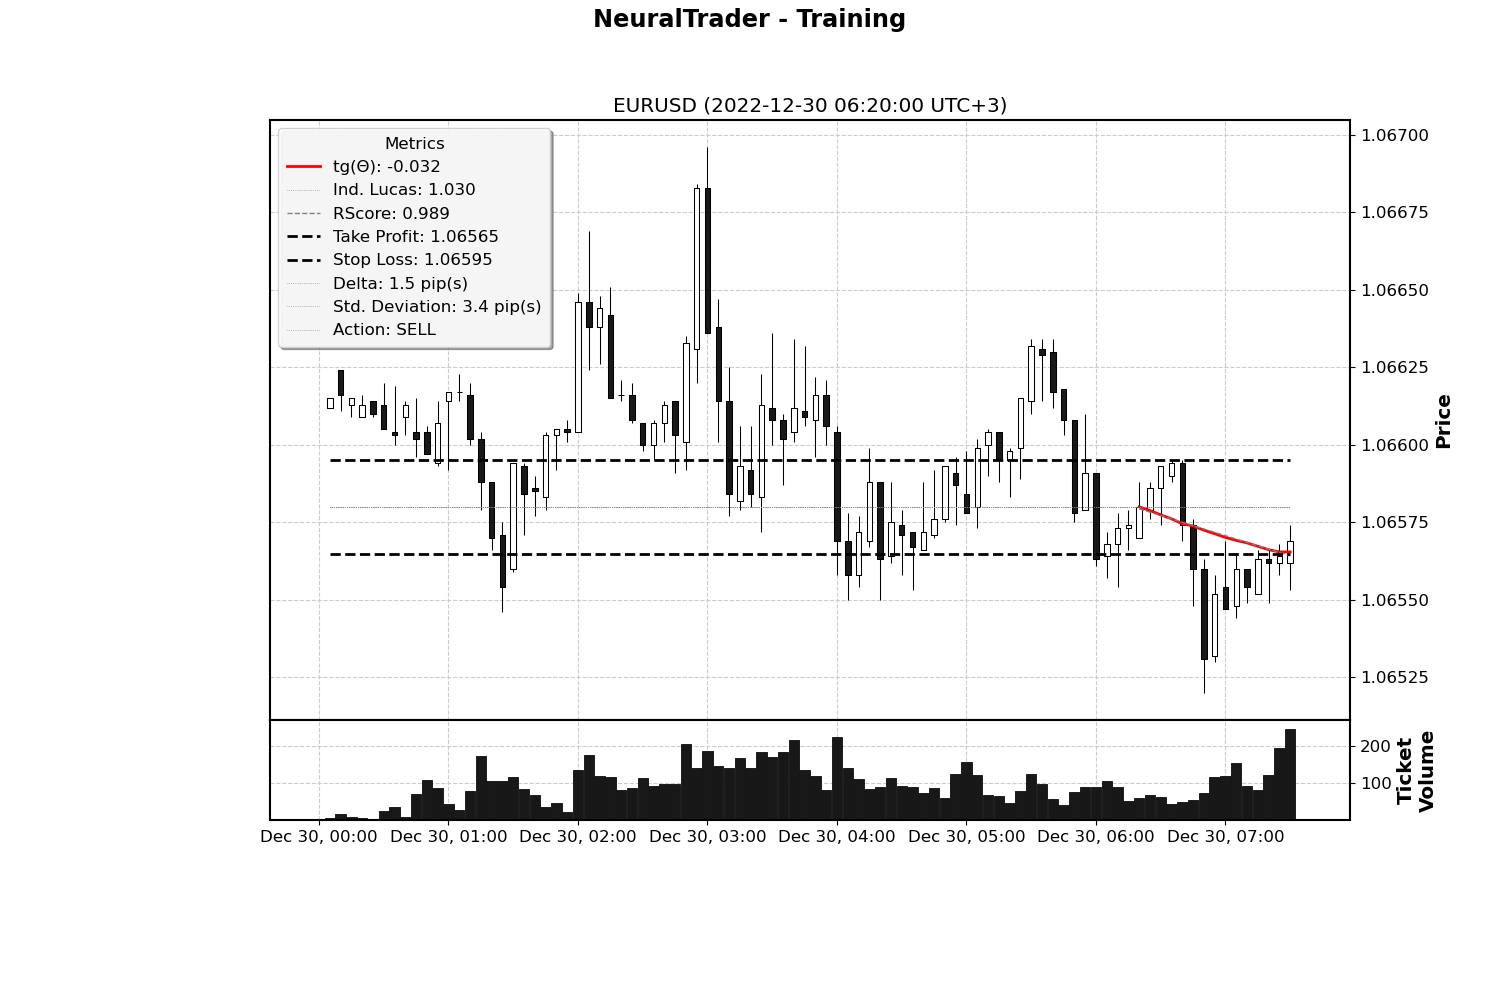 NeuralTrader - Training
EURUSD (2022-12-30 06:20:00 UTC+3)
Metrics
tg(Θ): -0.032
Ind. Lucas: 1.030
RScore: 0.989
Take Profit: 1.06565
Stop Loss: 1.06595
Delta: 1.5 pip(s)
Std. Deviation: 3.4 pip(s)
Action: SELL
1.06700
1.06675
1.06650
1.06625
1.06600
1.06575
1.06550
1.06525
Price
200
100
Ticket
Volume
Dec 30, 00:00
Dec 30, 01:00
Dec 30, 02:00
Dec 30, 03:00
Dec 30, 04:00
Dec 30, 05:00
Dec 30, 06:00
Dec 30, 07:00